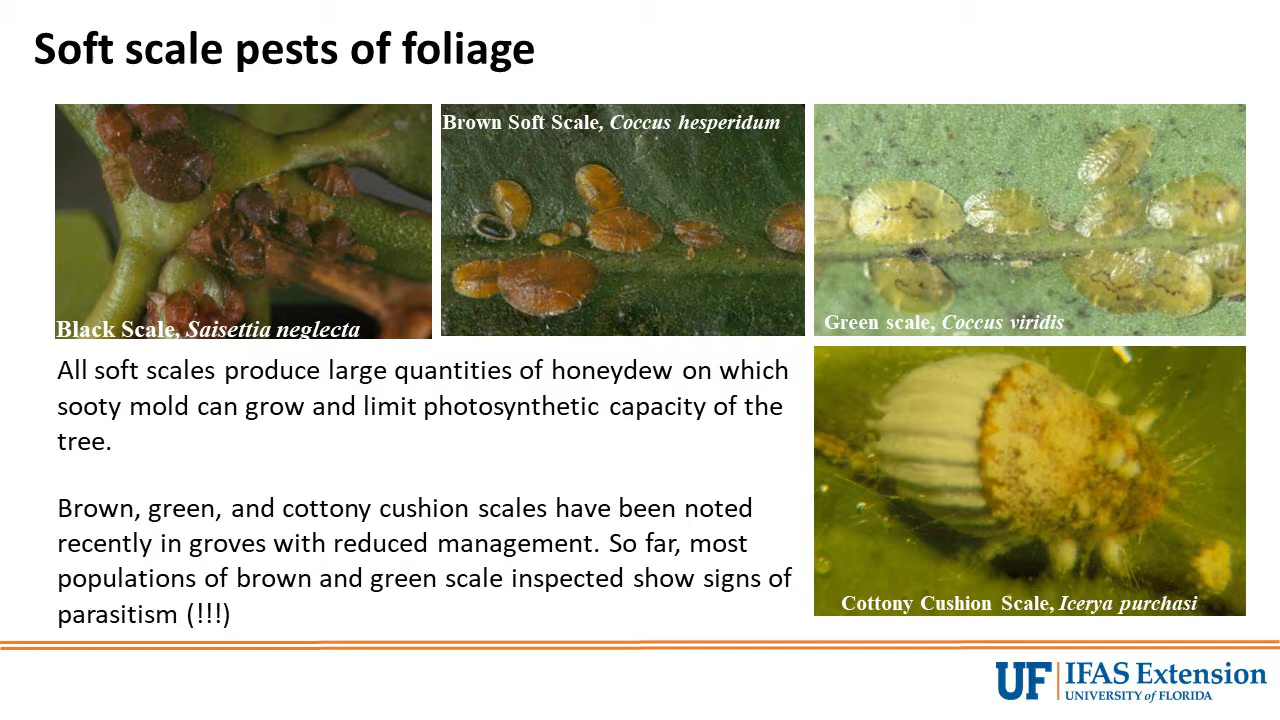 Soft scale pests of foliage
Brown Soft Scale, Coccus hesperidum
Black Scale, Saisettia neglecta
Green scale, Coccus viridis
All soft scales produce large quantities of honeydew on which
sooty mold can grow and limit photosynthetic capacity of the
tree.
Brown, green, and cottony cushion scales have been noted
recently in groves with reduced management. So far, most
populations of brown and green scale inspected show signs of
parasitism (!!!)
Cottony Cushion Scale, Icerya purchasi
UF IFAS Extension
UNIVERSITY of FLORIDA